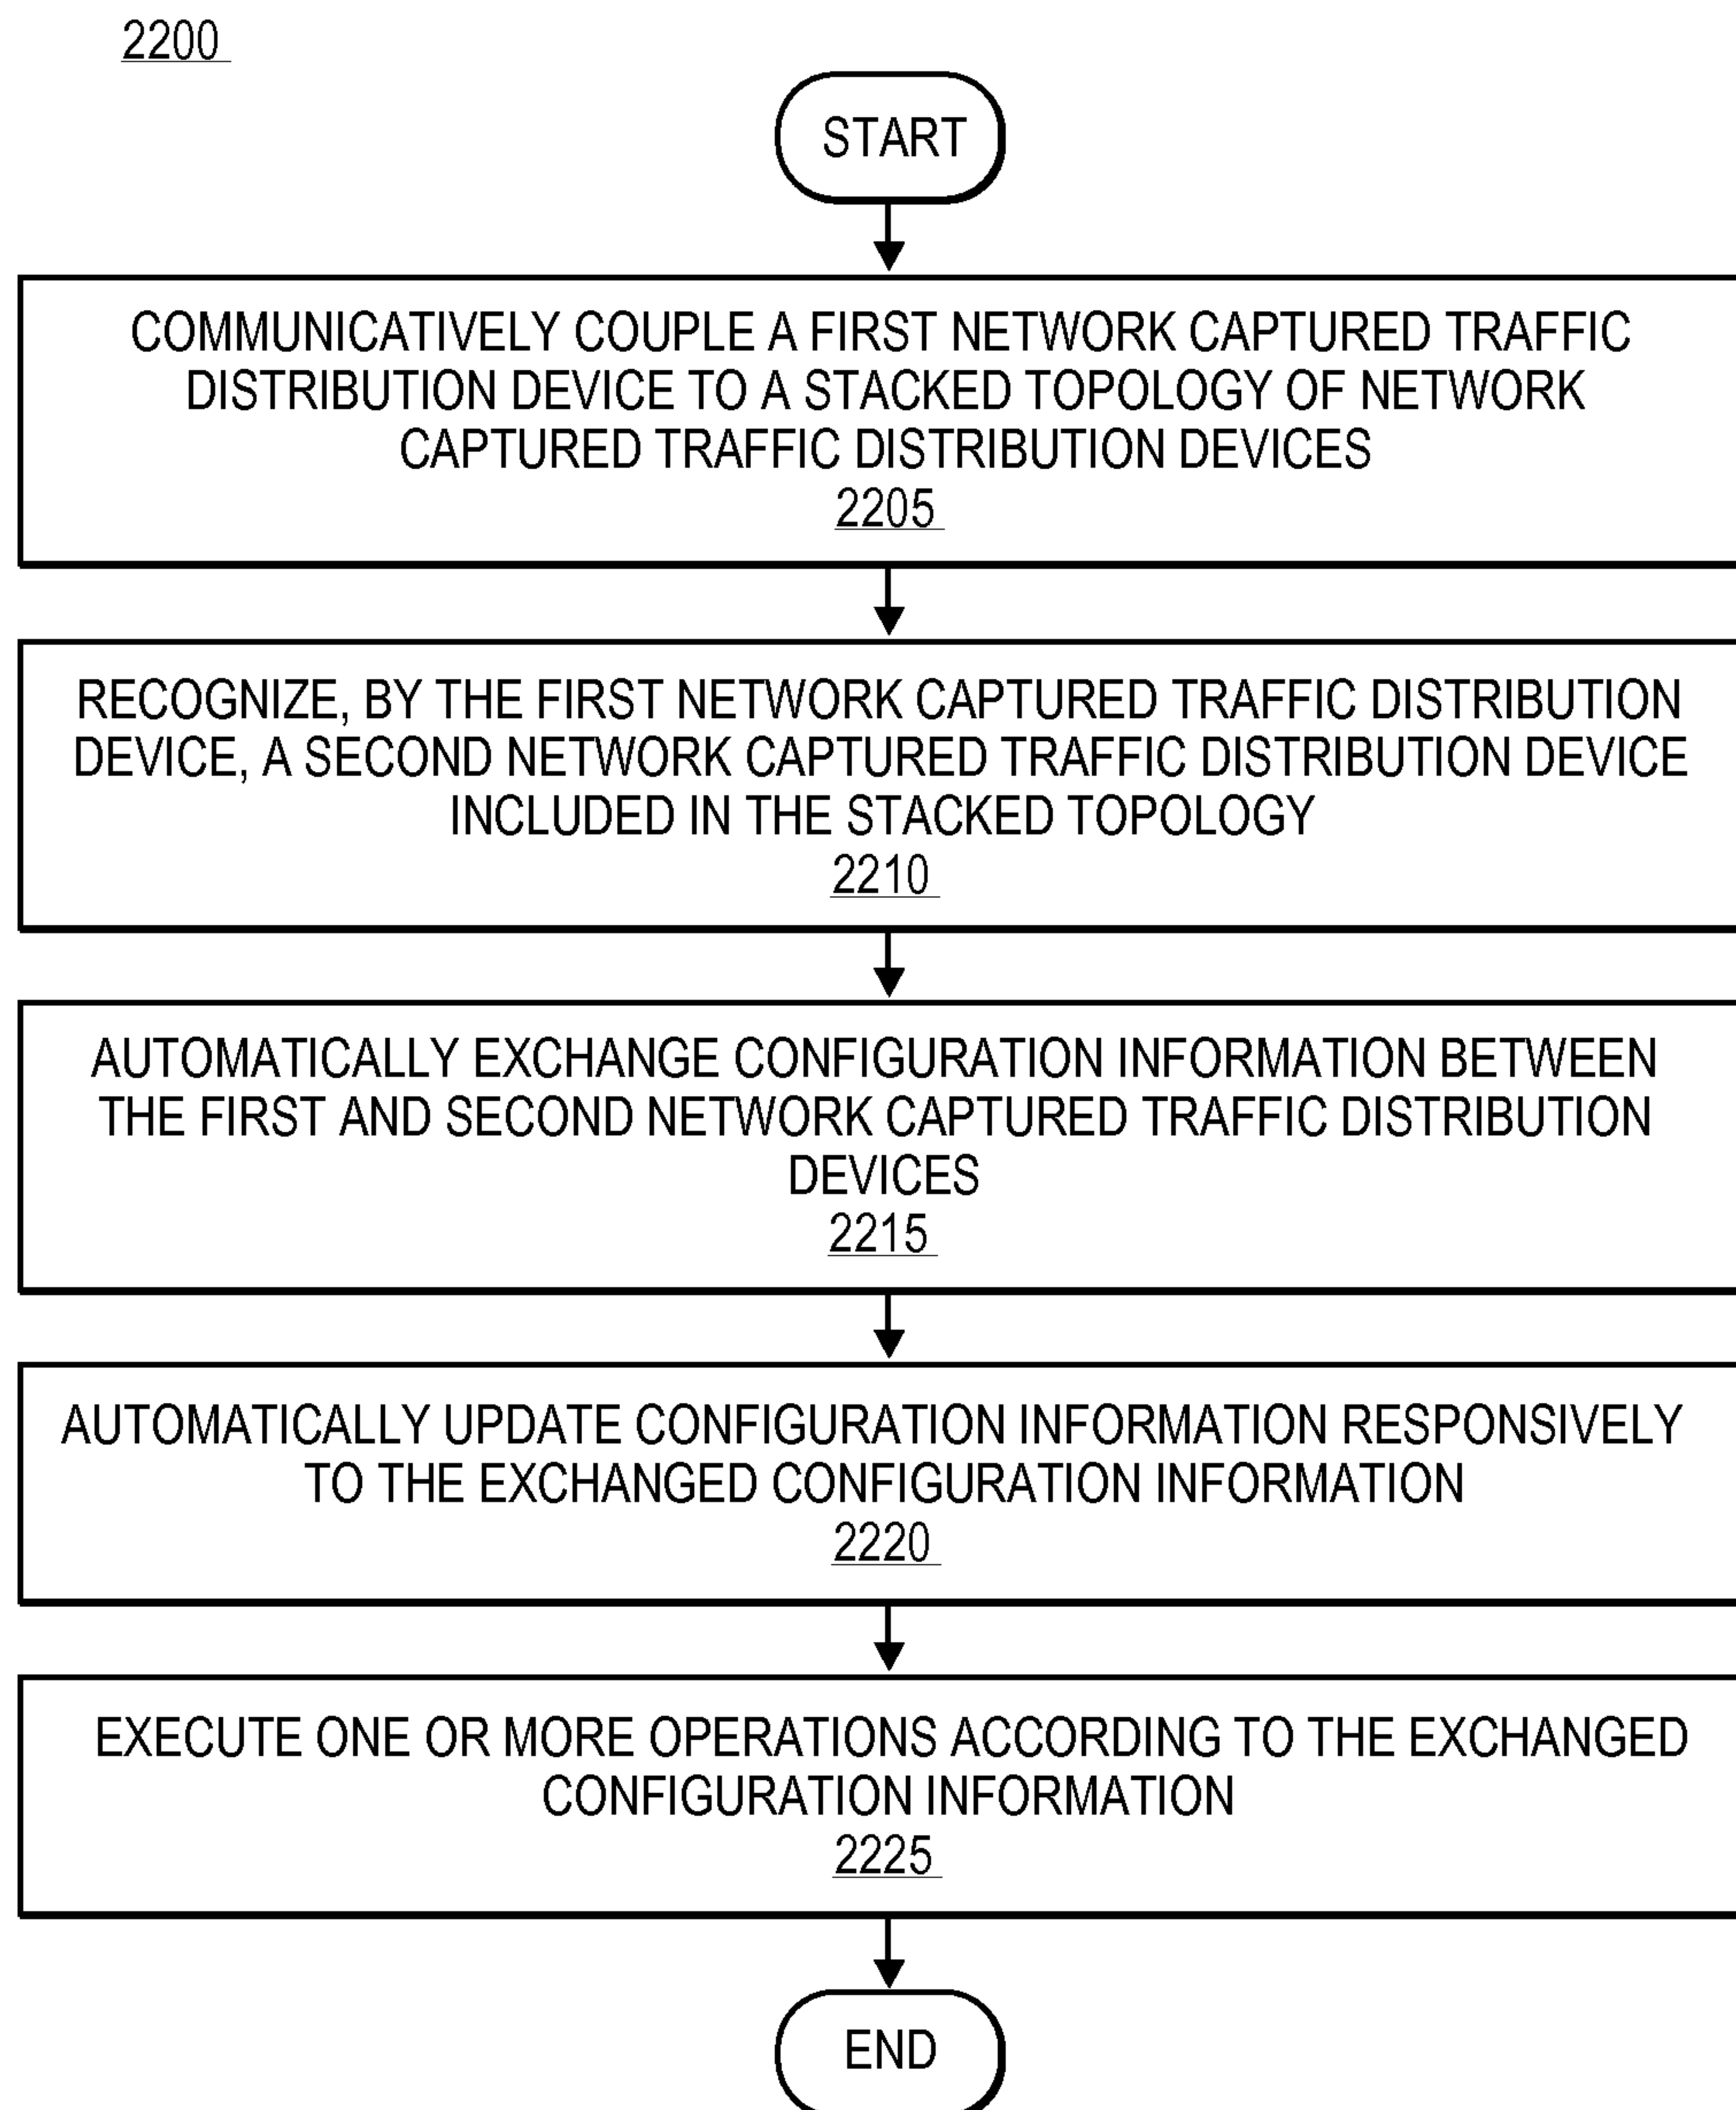 2200
START
COMMUNICATIVELY COUPLE A FIRST NETWORK CAPTURED TRAFFIC
DISTRIBUTION DEVICE TO A STACKED TOPOLOGY OF NETWORK
CAPTURED TRAFFIC DISTRIBUTION DEVICES
2205
RECOGNIZE, BY THE FIRST NETWORK CAPTURED TRAFFIC DISTRIBUTION
DEVICE, A SECOND NETWORK CAPTURED TRAFFIC DISTRIBUTION DEVICE
INCLUDED IN THE STACKED TOPOLOGY
2210
AUTOMATICALLY EXCHANGE CONFIGURATION INFORMATION BETWEEN
THE FIRST AND SECOND NETWORK CAPTURED TRAFFIC DISTRIBUTION
DEVICES
2215
AUTOMATICALLY UPDATE CONFIGURATION INFORMATION RESPONSIVELY
TO THE EXCHANGED CONFIGURATION INFORMATION
2220
EXECUTE ONE OR MORE OPERATIONS ACCORDING TO THE EXCHANGED
CONFIGURATION INFORMATION
2225
END